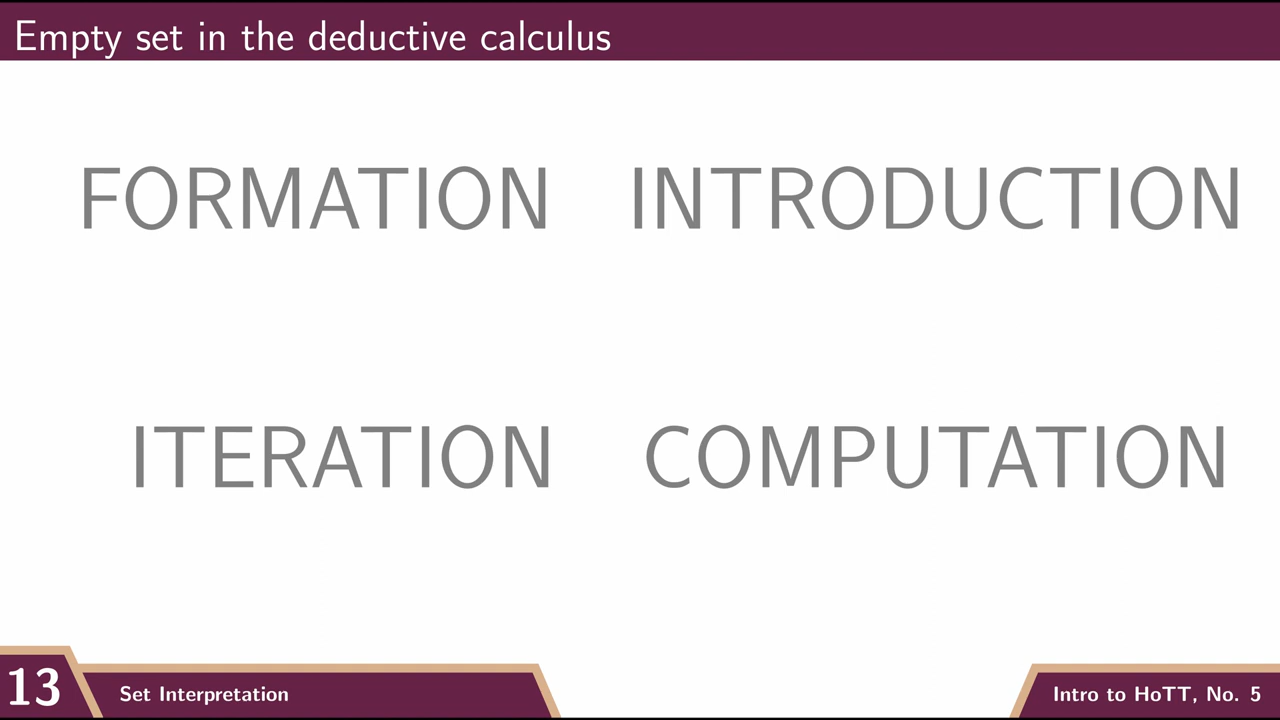 Empty set in the deductive calculus
FORMATION INTRODUCTION
ITERATION COMPUTATION
13 Set Interpretation Intro to HoTT, No. 5